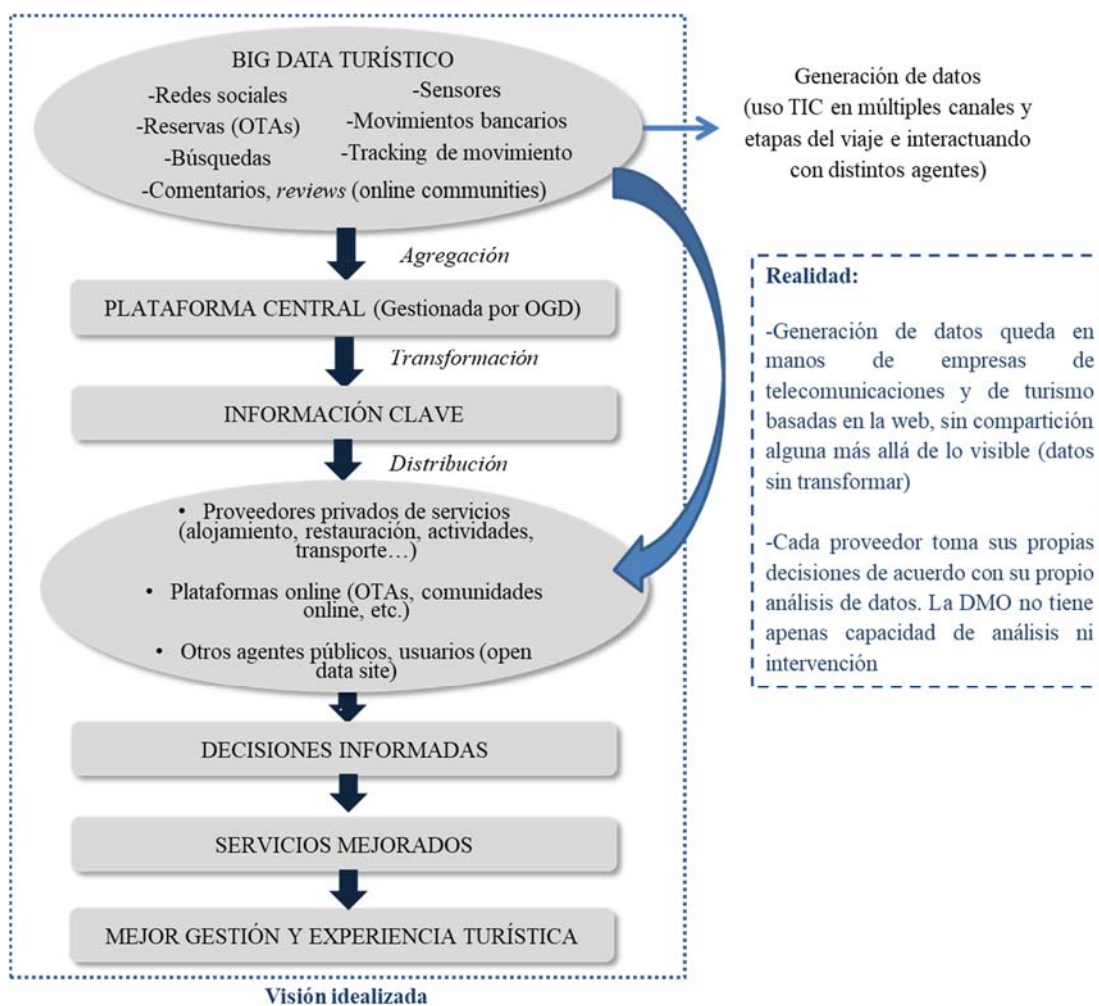 BIG DATA TURÍSTICO
-Redes sociales
-Reservas (OTAs)
-Búsquedas
-Sensores
-Movimientos bancarios
-Tracking de movimiento
-Comentarios, reviews (online communities)
Generación de datos
(uso TIC en múltiples canales y
etapas del viaje e interactuando
con distintos agentes)
Agregación
PLATAFORMA CENTRAL (Gestionada por OGD)
Transformación
INFORMACIÓN CLAVE
Distribución
• Proveedores privados de servicios
(alojamiento, restauración, actividades,
transporte…)
• Plataformas online (OTAs, comunidades
online, etc.)
• Otros agentes públicos, usuarios (open
data site)
DECISIONES INFORMADAS
SERVICIOS MEJORADOS
MEJOR GESTIÓN Y EXPERIENCIA TURÍSTICA
Visión idealizada
Realidad:
-Generación de datos queda en
manos de empresas de
telecomunicaciones y de turismo
basadas en la web, sin compartición
alguna más allá de lo visible (datos
sin transformar)
-Cada proveedor toma sus propias
decisiones de acuerdo con su propio
análisis de datos. La DMO no tiene
apenas capacidad de análisis ni
intervención